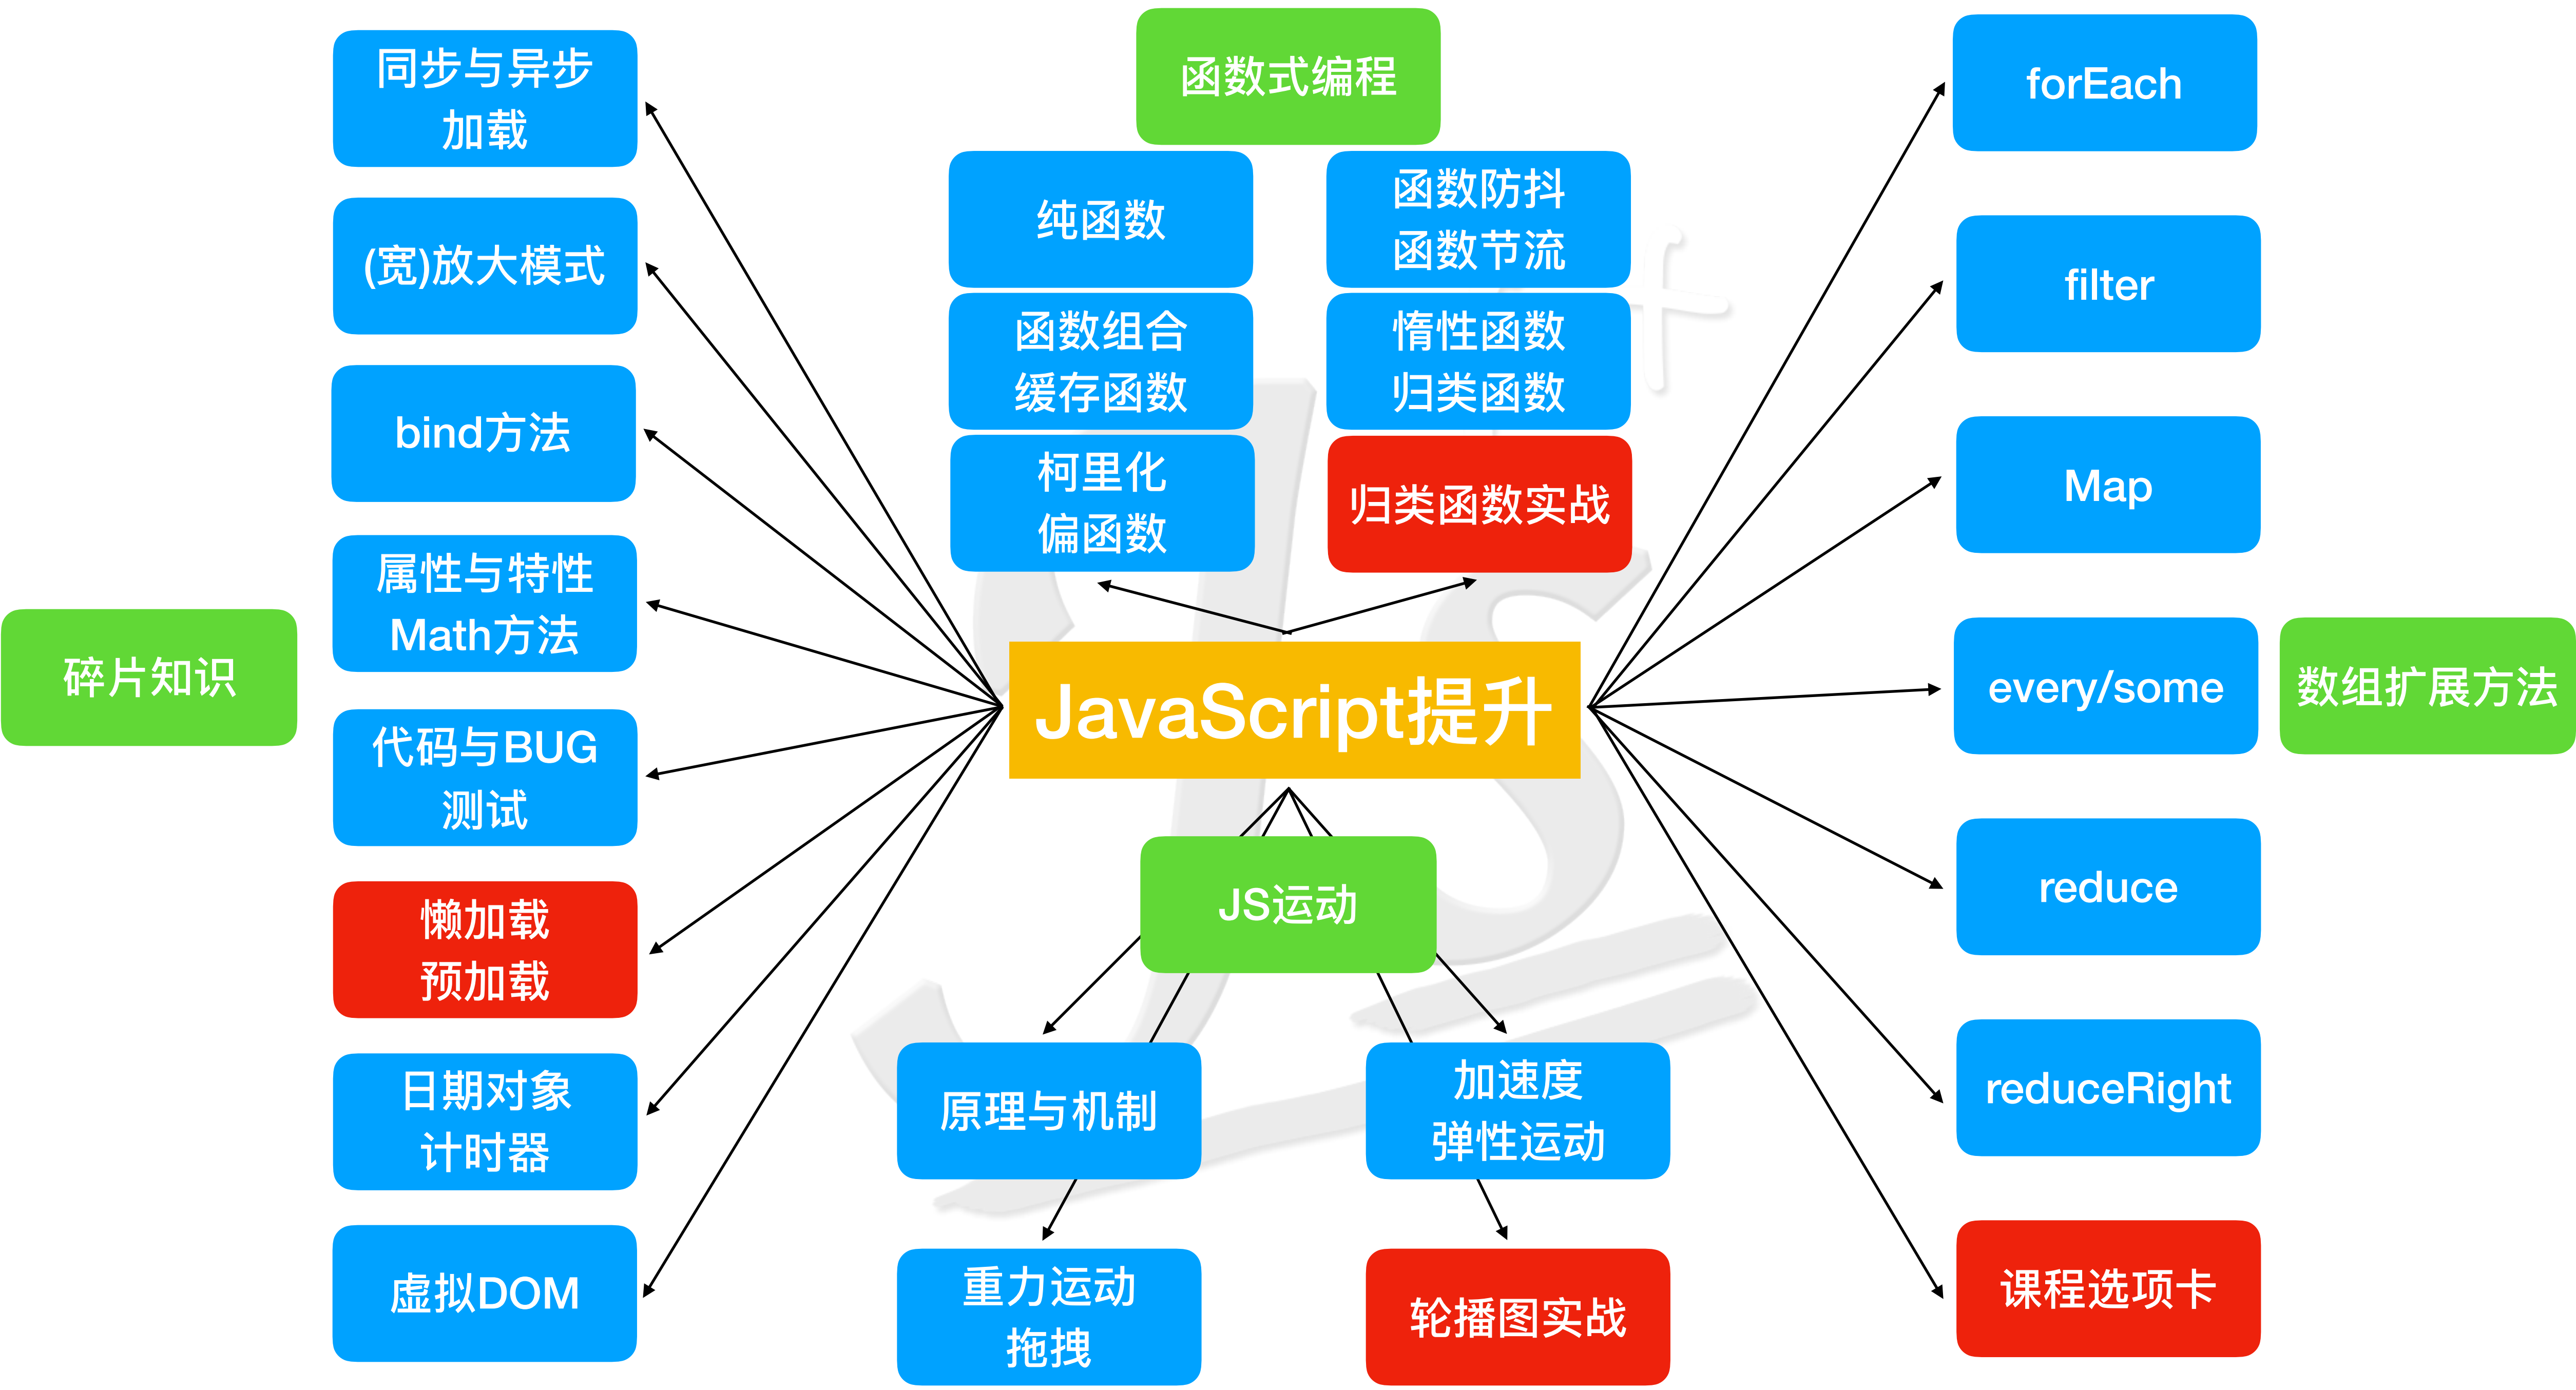 函数式编程
纯函数
函数防抖
函数节流
函数组合
缓存函数
惰性函数
归类函数
柯里化
偏函数
归类函数实战
碎片知识
同步与异步
加载
(宽)放大模式
bind方法
属性与特性
Math方法
代码与BUG
测试
懒加载
预加载
日期对象
计时器
虚拟DOM
JavaScript提升
JS运动
原理与机制
加速度
弹性运动
重力运动
拖拽
轮播图实战
forEach
filter
Map
every/some
reduce
reduceRight
课程选项卡
数组扩展方法